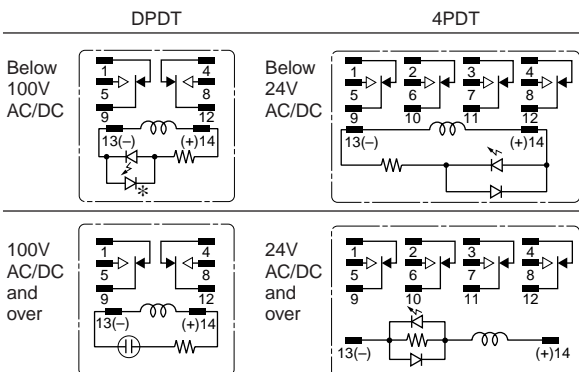 DPDT 4PDT
Below
100V
AC/DC
1 4
5 8
9 12
13(–) (+)14
*
Below
24V
AC/DC
1 2 3 4
5 6 7 8
9 10 11 12
13(–) (+)14
100V
AC/DC
and
over
1 4
5 8
9 12
13(–) (+)14
24V
AC/DC
and
over
1 2 3 4
5 6 7 8
9 10 11 12
13(–) (+)14